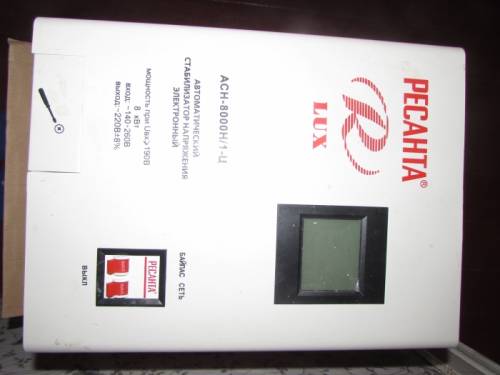 РЕСАНТА®
R
LUX
АСН-8000Н/1-Ц
АВТОМАТИЧЕСКИЙ
СТАБИЛИЗАТОР НАПРЯЖЕНИЯ
ЭЛЕКТРОННЫЙ
мощность при Uвх≥190В
8 кВт
вход: ~140-260В
выход:~220В±8%
БАЙПАС СЕТЬ
РЕСАНТА
ВЫКЛ